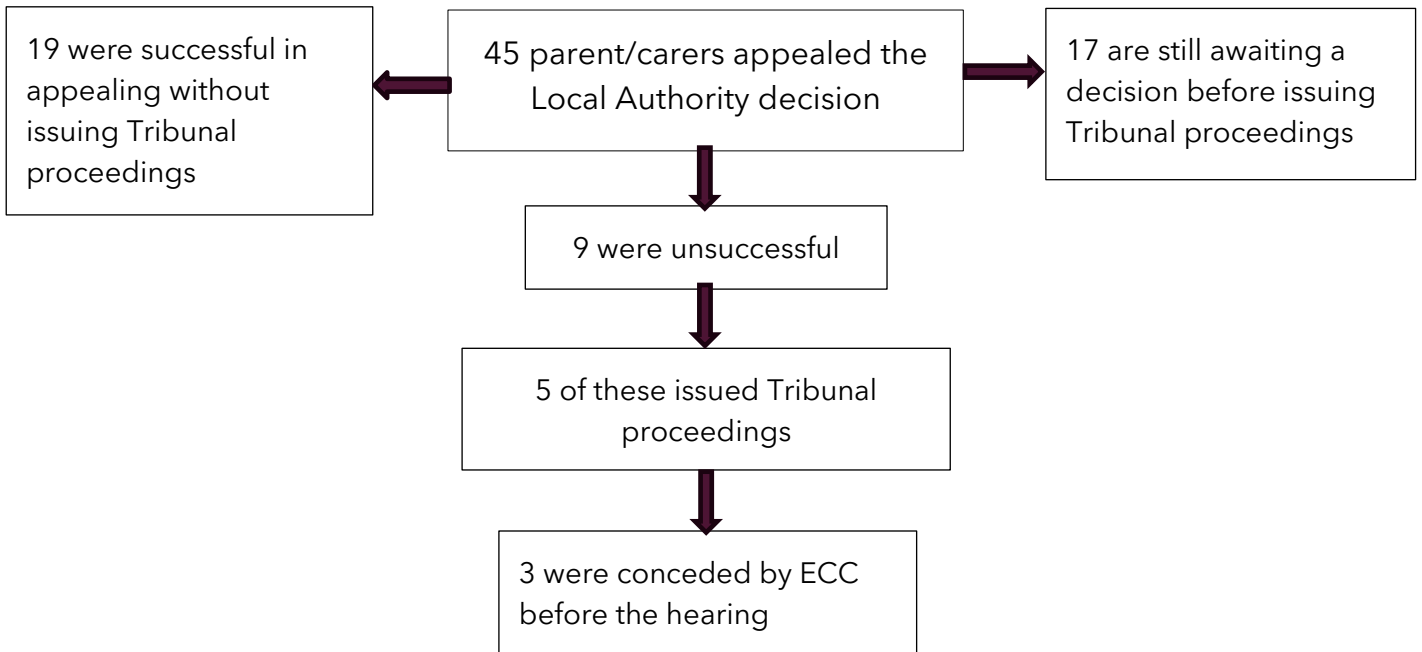 19 were successful in
appealing without
issuing Tribunal
proceedings
45 parent/carers appealed the
Local Authority decision
17 are still awaiting a
decision before issuing
Tribunal proceedings
9 were unsuccessful
5 of these issued Tribunal
proceedings
3 were conceded by ECC
before the hearing